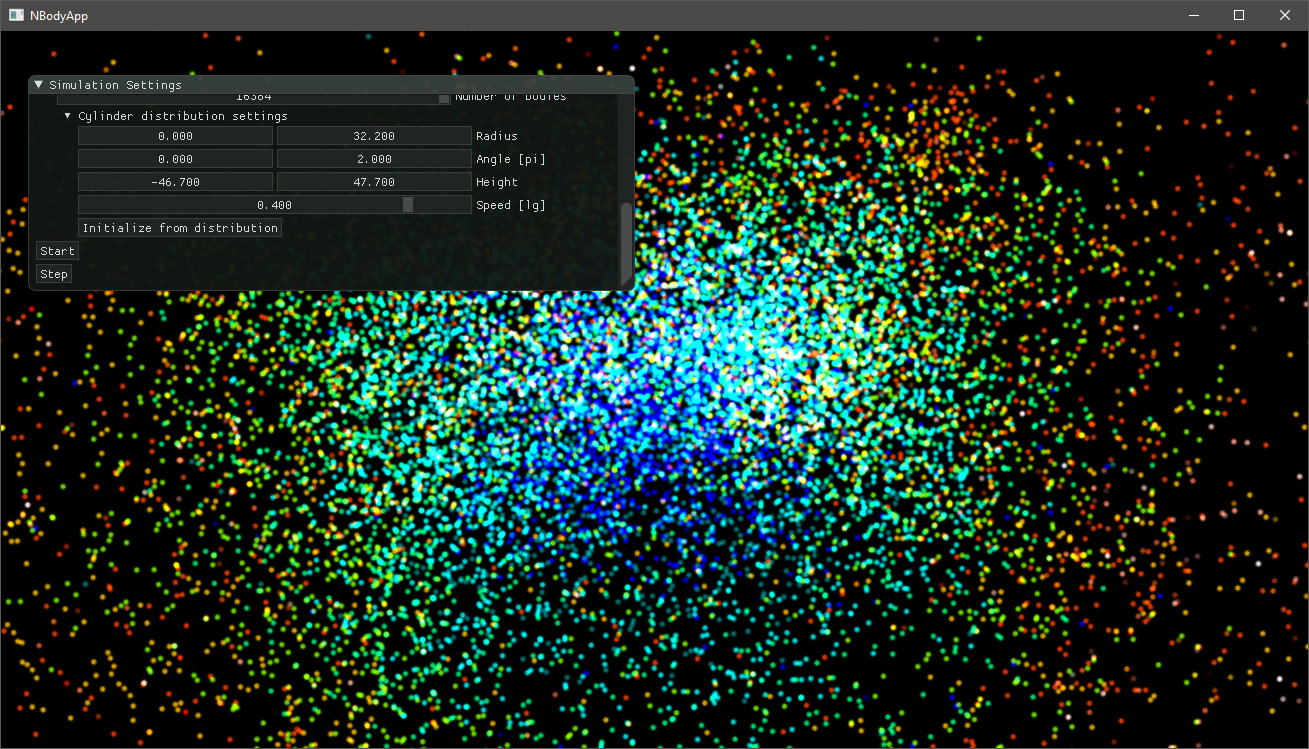 NBodyApp
▼ Simulation Settings
16384 Number of bodies
▼ Cylinder distribution settings
0.000 32.200 Radius
0.000 2.000 Angle [pi]
-46.700 47.700 Height
0.400 Speed [lg]
Initialize from distribution
Start
Step